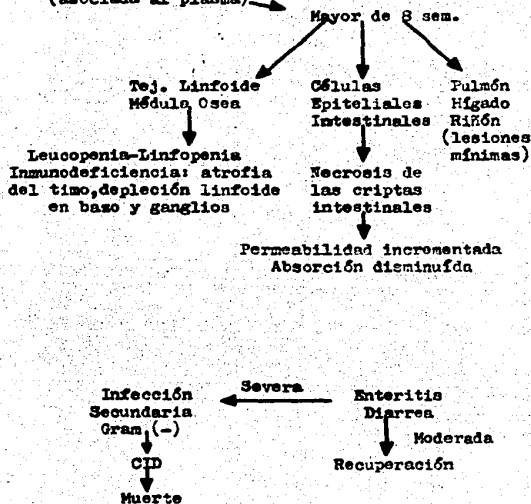 (asociada al plasma)
Mayor de 8 sem.
Tej. Linfoide
Médula Osea
Células
Epiteliales
Intestinales
Pulmón
Hígado
Riñón
(lesiones
mínimas)
Leucopenia-Linfopenia
Inmunodeficiencia: atrofia
del timo,depleción linfoide
en bazo y ganglios
Necrosis de
las criptas
intestinales
Permeabilidad incrementada
Absorción disminuída
Infección
Secundaria
Gram (-)
Severa
Enteritis
Diarrea
Moderada
CID
Recuperación
Muerte